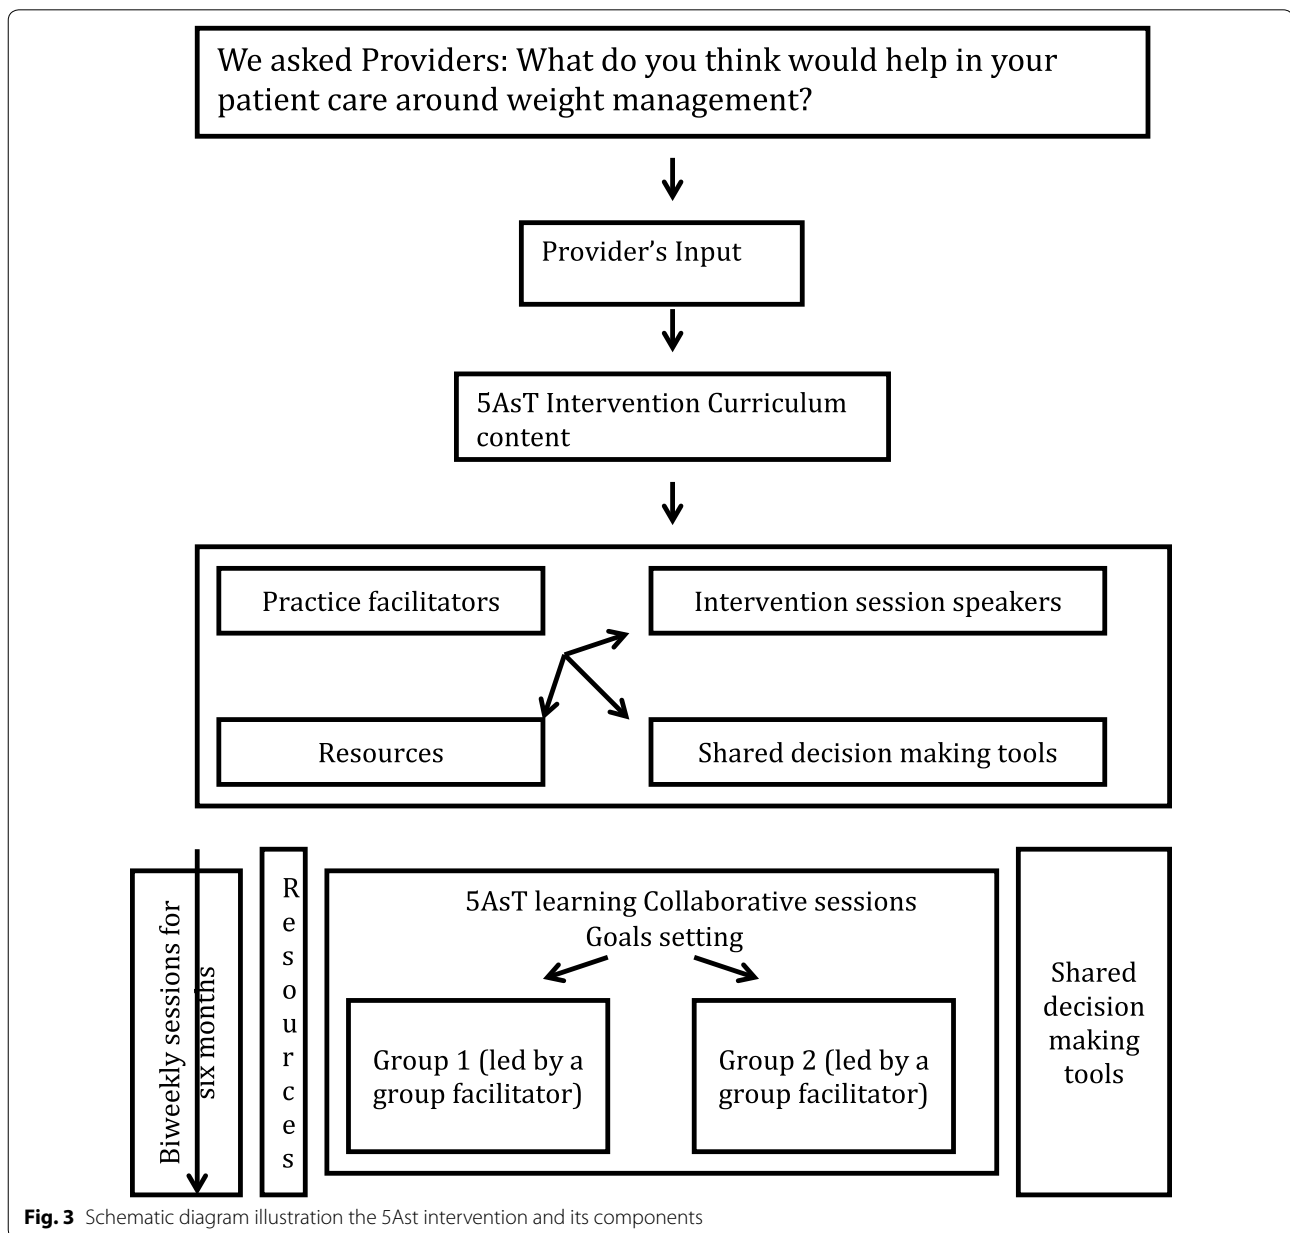 We asked Providers: What do you think would help in your
patient care around weight management?
Provider’s Input
5AsT Intervention Curriculum
content
Practice facilitators
Intervention session speakers
Resources
Shared decision making tools
Biweekly sessions for
six months
Resources
5AsT learning Collaborative sessions
Goals setting
Group 1 (led by a
group facilitator)
Group 2 (led by a
group facilitator)
Shared
decision
making
tools
Fig. 3 Schematic diagram illustration the 5Ast intervention and its components